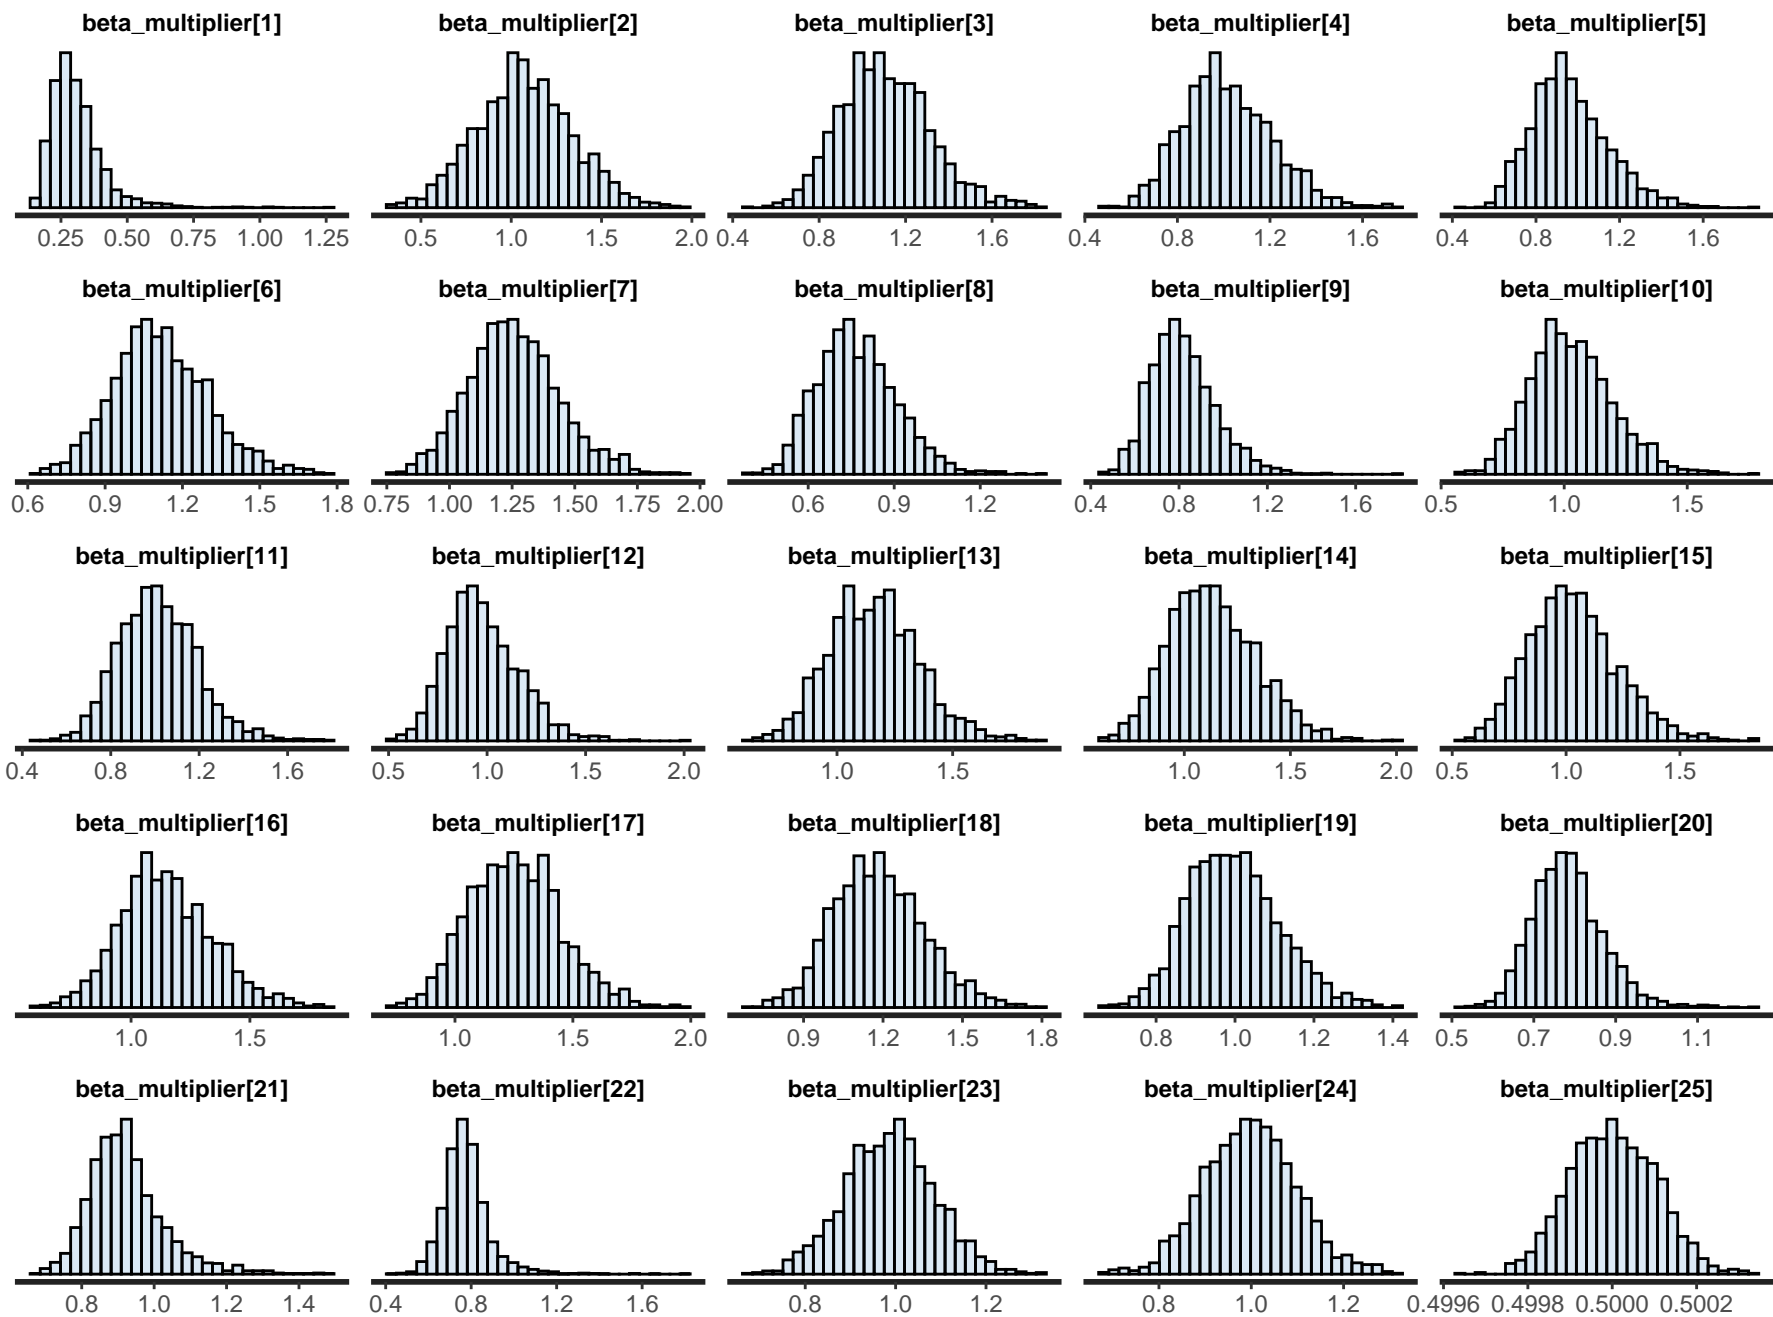 beta_multiplier[1] beta_multiplier[2] beta_multiplier[3] beta_multiplier[4] beta_multiplier[5]
0.25 0.50 0.75 1.00 1.25 0.5 1.0 1.5 2.0 0.4 0.8 1.2 1.6 0.4 0.8 1.2 1.6 0.4 0.8 1.2 1.6
beta_multiplier[6] beta_multiplier[7] beta_multiplier[8] beta_multiplier[9] beta_multiplier[10]
0.6 0.9 1.2 1.5 1.8 0.75 1.00 1.25 1.50 1.75 2.00 0.6 0.9 1.2 0.4 0.8 1.2 1.6 0.5 1.0 1.5
beta_multiplier[11] beta_multiplier[12] beta_multiplier[13] beta_multiplier[14] beta_multiplier[15]
0.4 0.8 1.2 1.6 0.5 1.0 1.5 2.0 1.0 1.5 1.0 1.5 2.0 0.5 1.0 1.5
beta_multiplier[16] beta_multiplier[17] beta_multiplier[18] beta_multiplier[19] beta_multiplier[20]
1.0 1.5 1.0 1.5 2.0 0.9 1.2 1.5 1.8 0.8 1.0 1.2 1.4 0.5 0.7 0.9 1.1
beta_multiplier[21] beta_multiplier[22] beta_multiplier[23] beta_multiplier[24] beta_multiplier[25]
0.8 1.0 1.2 1.4 0.4 0.8 1.2 1.6 0.8 1.0 1.2 0.8 1.0 1.2 0.4996 0.4998 0.5000 0.5002